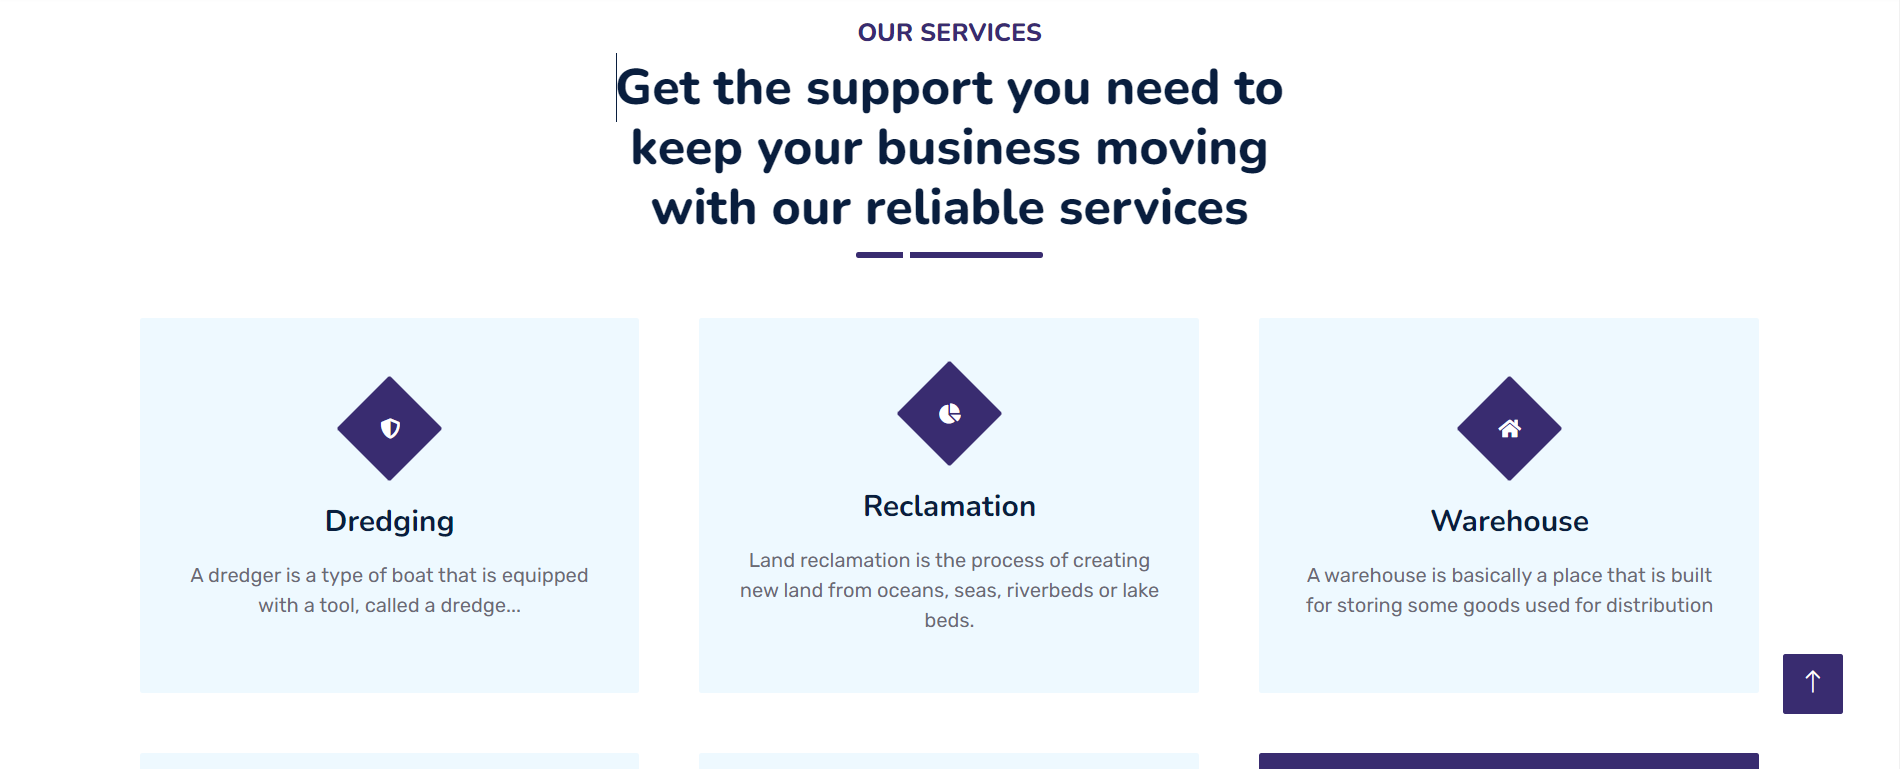 OUR SERVICES
Get the support you need to
keep your business moving
with our reliable services
Dredging
A dredger is a type of boat that is equipped
with a tool, called a dredge...
Reclamation
Land reclamation is the process of creating
new land from oceans, seas, riverbeds or lake
beds.
Warehouse
A warehouse is basically a place that is built
for storing some goods used for distribution